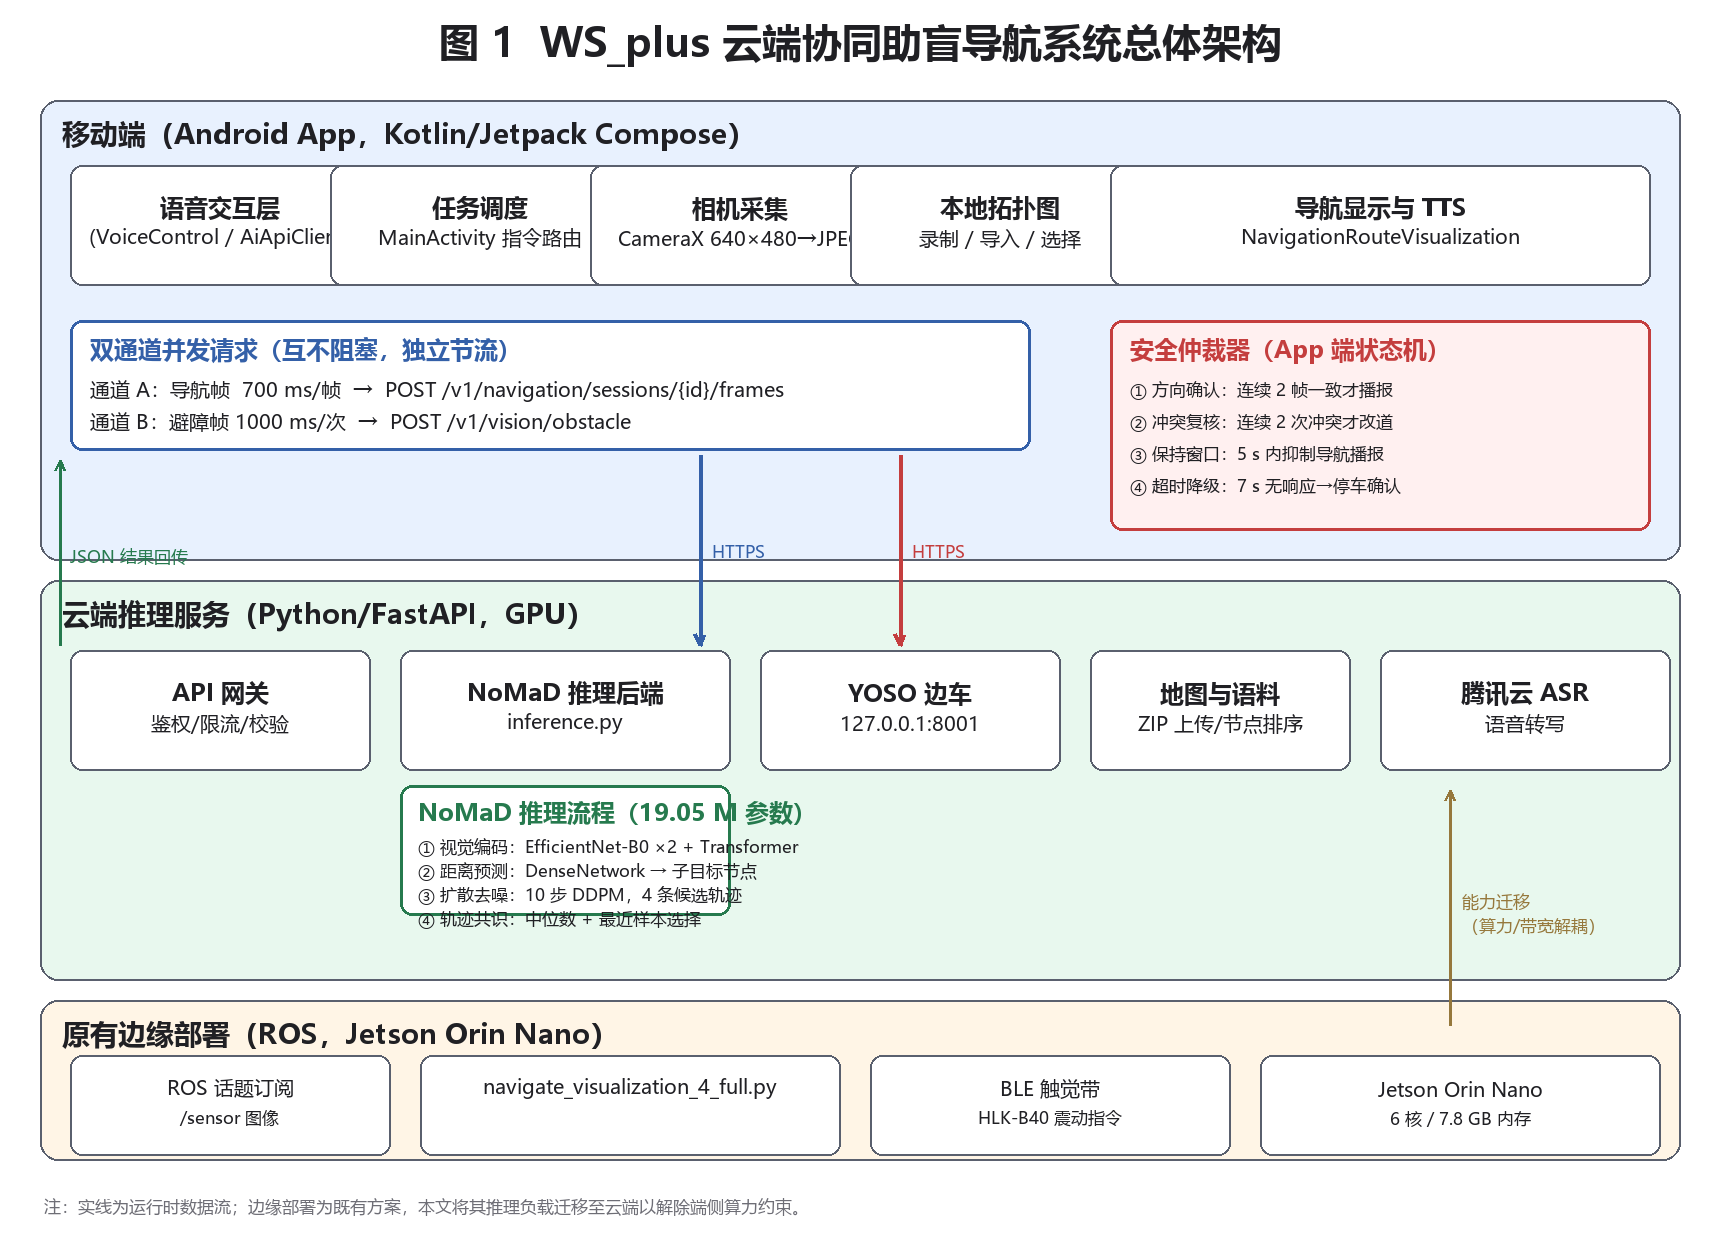 图 1 WS_plus 云端协同助盲导航系统总体架构
移动端（Android App，Kotlin/Jetpack Compose）
语音交互层
(VoiceControl / AiApiClien
任务调度
MainActivity 指令路由
相机采集
CameraX 640×480→JPE
本地拓扑图
录制 / 导入 / 选择
导航显示与 TTS
NavigationRouteVisualization
双通道并发请求（互不阻塞，独立节流）
通道 A：导航帧 700 ms/帧 → POST /v1/navigation/sessions/{id}/frames
通道 B：避障帧 1000 ms/次 → POST /v1/vision/obstacle
安全仲裁器（App 端状态机）
① 方向确认：连续 2 帧一致才播报
② 冲突复核：连续 2 次冲突才改道
③ 保持窗口：5 s 内抑制导航播报
④ 超时降级：7 s 无响应→停车确认
JSON 结果回传
HTTPS
HTTPS
云端推理服务（Python/FastAPI，GPU）
API 网关
鉴权/限流/校验
NoMaD 推理后端
inference.py
YOSO 边车
127.0.0.1:8001
地图与语料
ZIP 上传/节点排序
腾讯云 ASR
语音转写
NoMaD 推理流程（19.05 M 参数）
① 视觉编码：EfficientNet-B0 ×2 + Transformer
② 距离预测：DenseNetwork → 子目标节点
③ 扩散去噪：10 步 DDPM，4 条候选轨迹
④ 轨迹共识：中位数 + 最近样本选择
能力迁移
（算力/带宽解耦）
原有边缘部署（ROS，Jetson Orin Nano）
ROS 话题订阅
/sensor 图像
navigate_visualization_4_full.py
BLE 触觉带
HLK-B40 震动指令
Jetson Orin Nano
6 核 / 7.8 GB 内存
注：实线为运行时数据流；边缘部署为既有方案，本文将其推理负载迁移至云端以解除端侧算力约束。